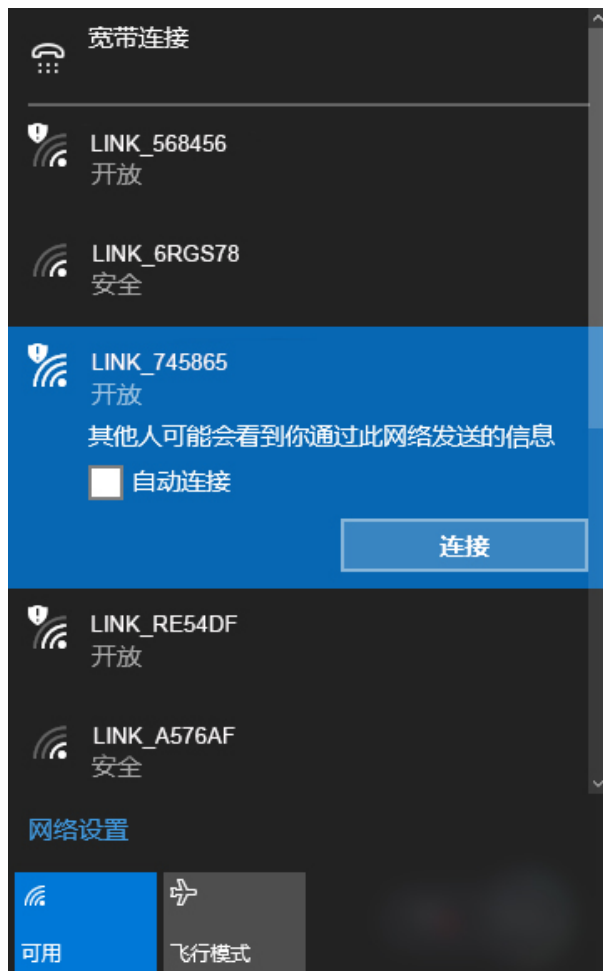 宽带连接
LINK_568456
开放
LINK_6RGS78
安全
LINK_745865
开放
其他人可能会看到你通过此网络发送的信息
自动连接
连接
LINK_RE54DF
开放
LINK_A576AF
安全
网络设置
可用
飞行模式